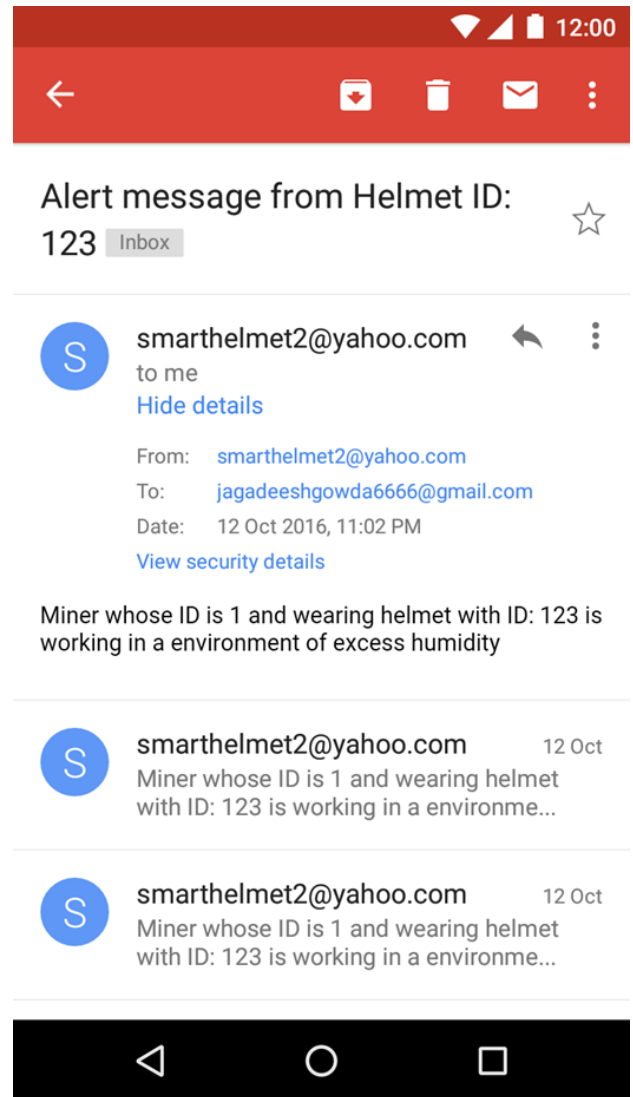 12:00
Alert message from Helmet ID:
123 Inbox
S
smarthelmet2@yahoo.com
to me
Hide details
From: smarthelmet2@yahoo.com
To: jagadeeshgowda6666@gmail.com
Date: 12 Oct 2016, 11:02 PM
View security details
Miner whose ID is 1 and wearing helmet with ID: 123 is
working in a environment of excess humidity
S
smarthelmet2@yahoo.com 12 Oct
Miner whose ID is 1 and wearing helmet
with ID: 123 is working in a environme...
S
smarthelmet2@yahoo.com 12 Oct
Miner whose ID is 1 and wearing helmet
with ID: 123 is working in a environme...